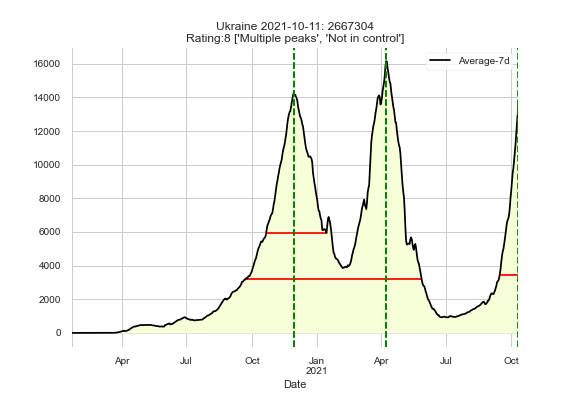 Ukraine 2021-10-11: 2667304
Rating:8 ['Multiple peaks', 'Not in control']
Average-7d
16000
14000
12000
10000
8000
6000
4000
2000
0
Apr
Jul
Oct
Jan
2021
Apr
Jul
Oct
Date